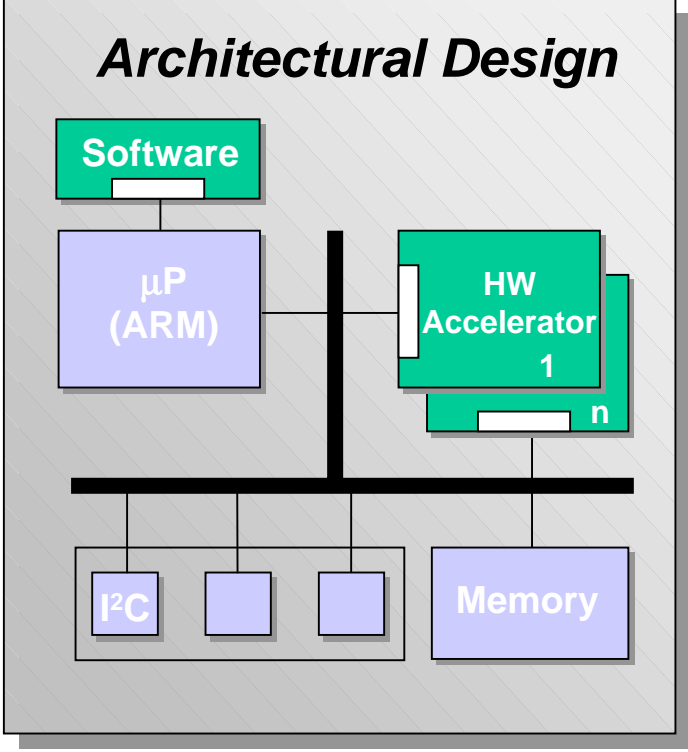 Architectural Design
Software
μP
(ARM)
HW
Accelerator
1
n
I²C
Memory